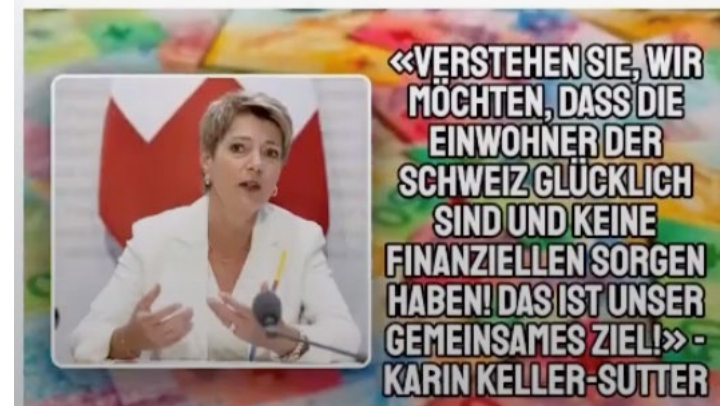 «VERSTEHEN SIE, WIR
MÖCHTEN, DASS DIE
EINWOHNER DER
SCHWEIZ GLÜCKLICH
SIND UND KEINE
FINANZIELLEN SORGEN
HABEN! DAS IST UNSER
GEMEINSAMES ZIEL!» -
KARIN KELLER-SUTTER